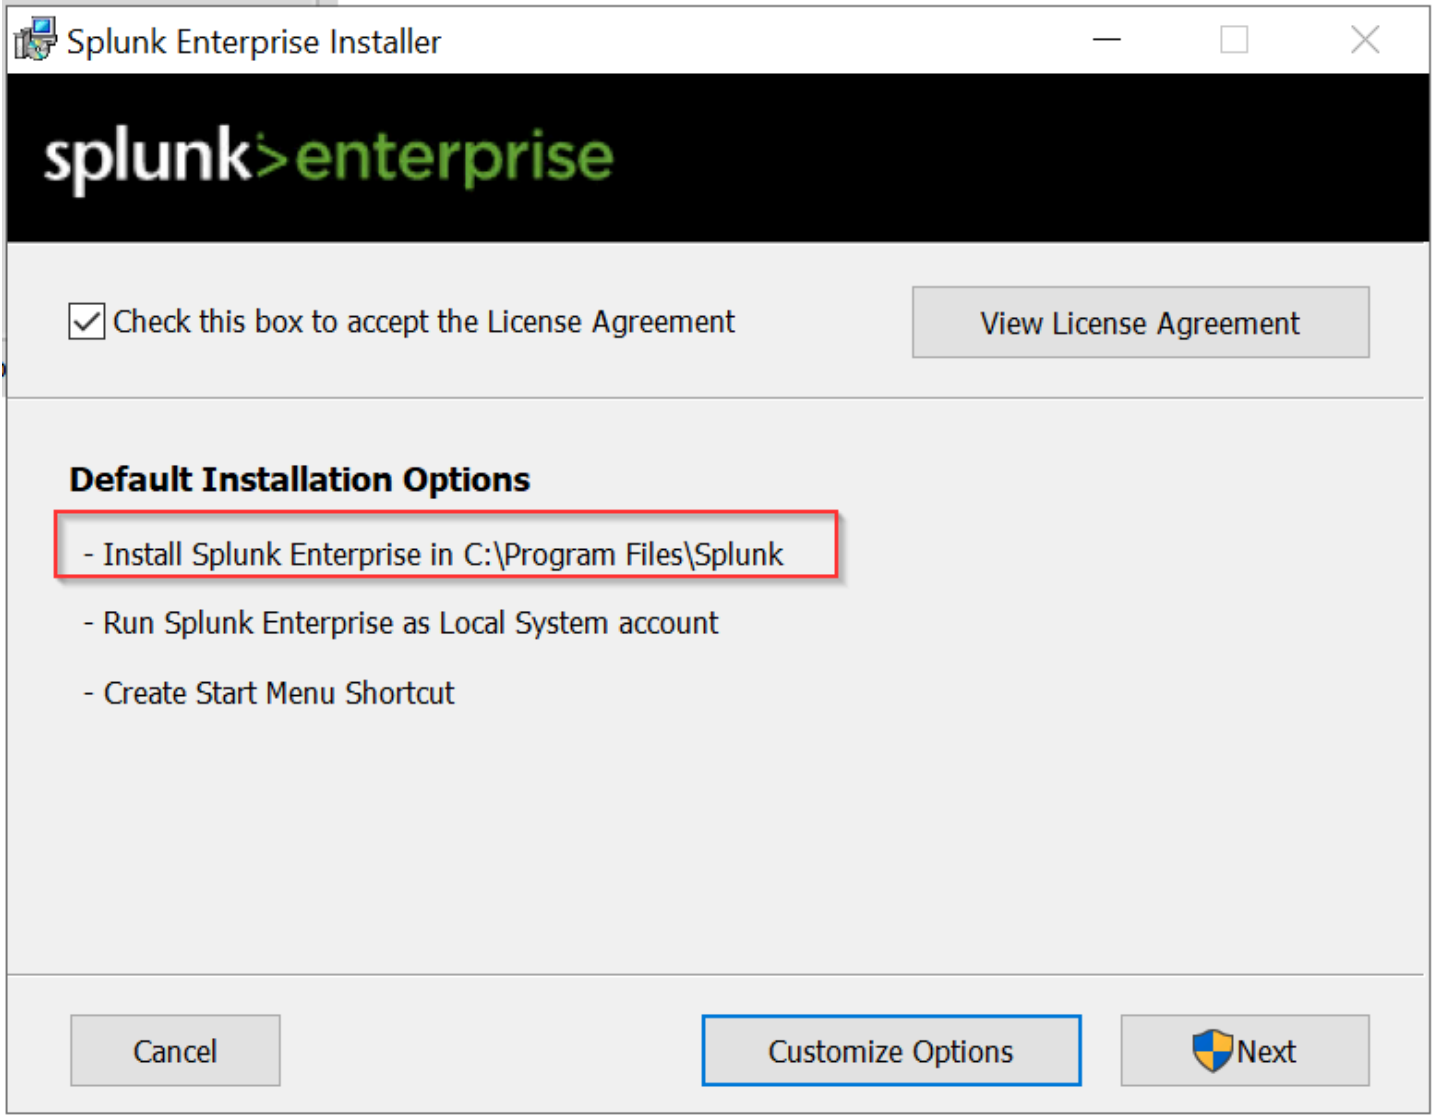 Splunk Enterprise Installer
splunk>enterprise
Check this box to accept the License Agreement
View License Agreement
Default Installation Options
- Install Splunk Enterprise in C:\Program Files\Splunk
- Run Splunk Enterprise as Local System account
- Create Start Menu Shortcut
Cancel
Customize Options
Next